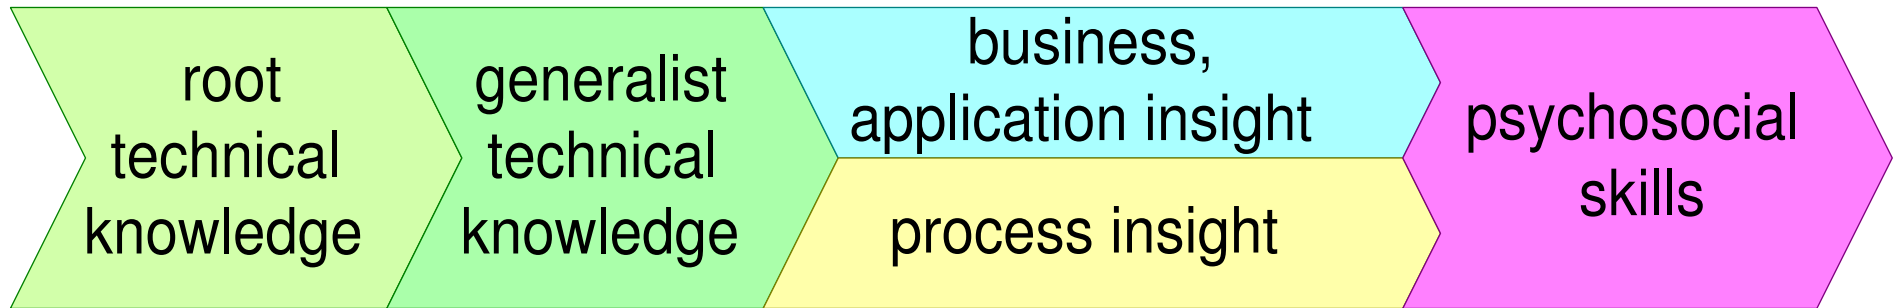 root
technical
knowledge
generalist
technical
knowledge
business,
application insight
process insight
psychosocial
skills